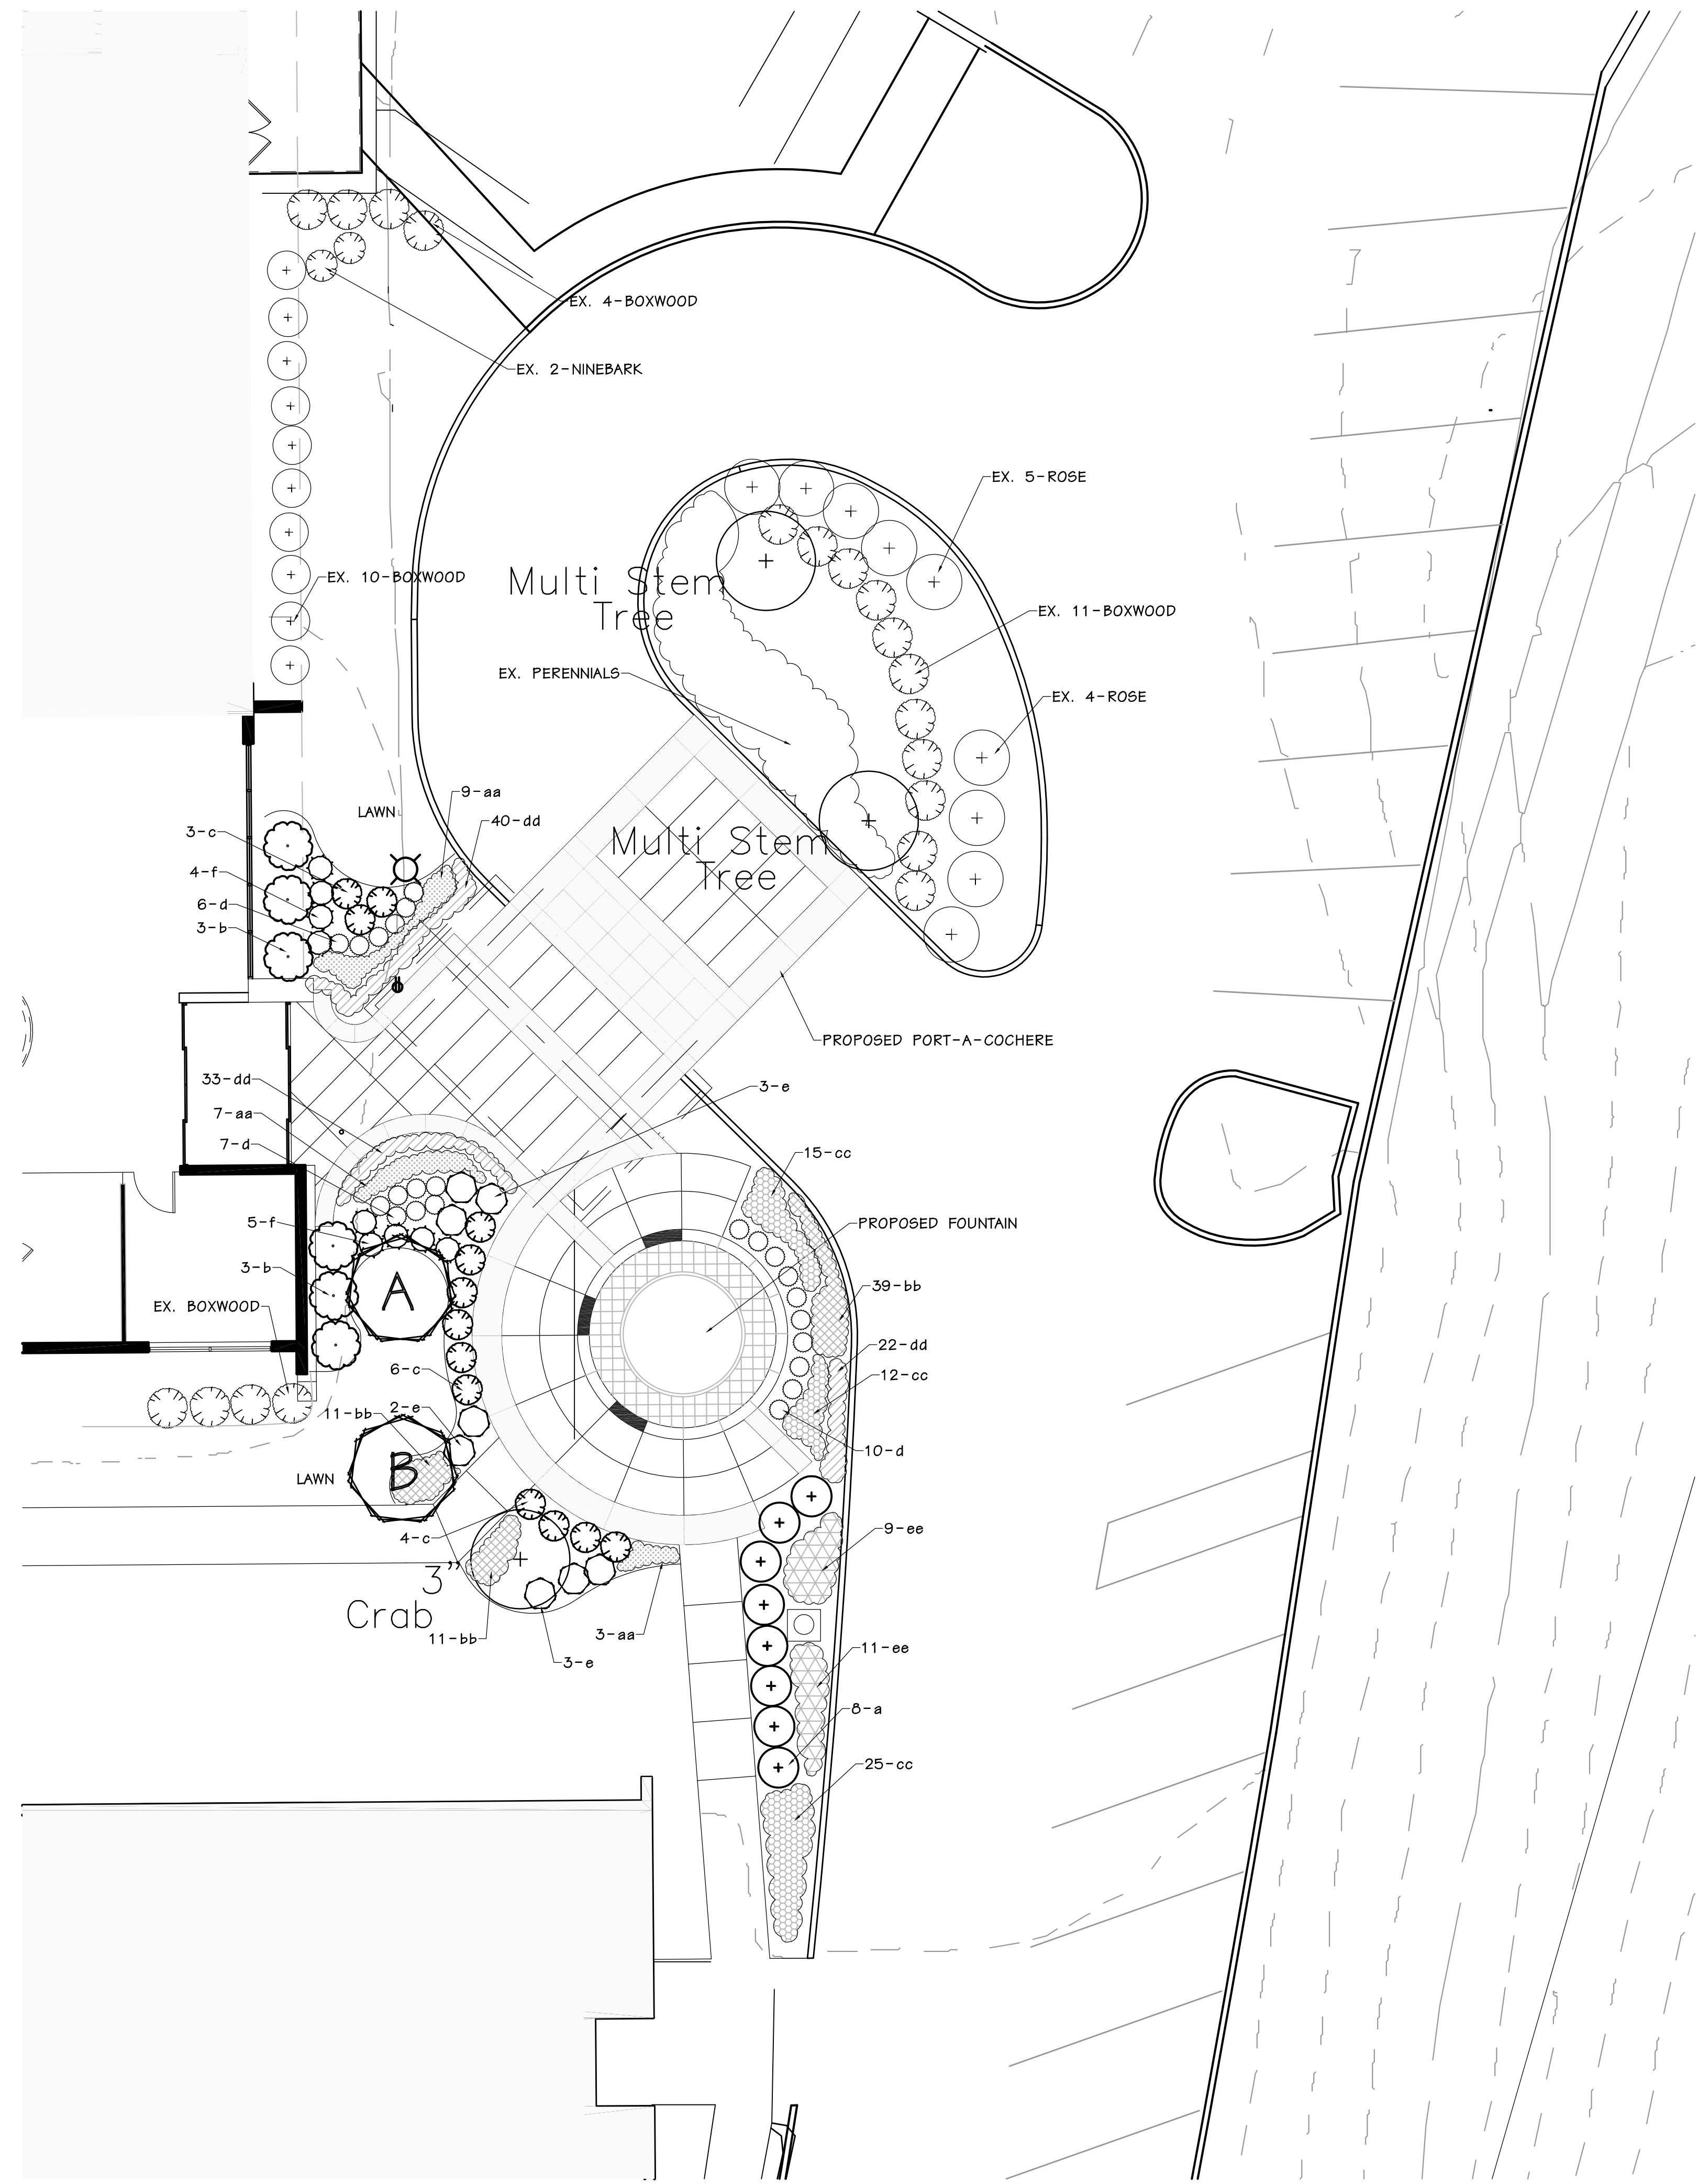 EX. 4-BOXWOOD
EX. 2-NINEBARK
EX. 5-ROSE
EX. 10-BOXWOOD
Multi Stem
Tree
EX. 11-BOXWOOD
EX. PERENNIALS
EX. 4-ROSE
9-aa
LAWN
40-dd
3-c
Multi Stem
Tree
4-f
6-d
3-b
PROPOSED PORT-A-COCHERE
33-dd
3-e
7-aa
7-d
15-cc
5-f
PROPOSED FOUNTAIN
3-b
39-bb
A
EX. BOXWOOD
22-dd
6-c
12-cc
2-e
11-bb
10-d
B
LAWN
9-ee
4-c
3"
Crab
11-bb
3-aa
11-ee
3-e
8-a
25-cc